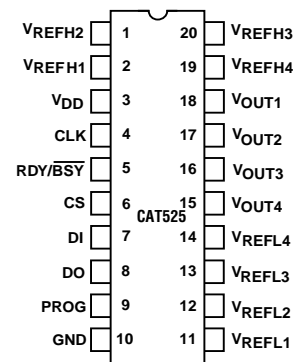 VREFH2 1 20 VREFH3
VREFH1 2 19 VREFH4
VDD 3 18 VOUT1
CLK 4 17 VOUT2
RDY/BSY 5 16 VOUT3
CS 6 15 VOUT4
CAT525
DI 7 14 VREFL4
DO 8 13 VREFL3
PROG 9 12 VREFL2
GND 10 11 VREFL1